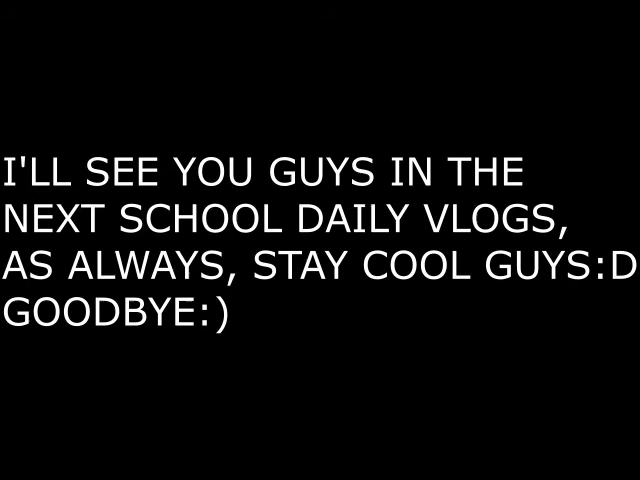 I'LL SEE YOU GUYS IN THE
NEXT SCHOOL DAILY VLOGS,
AS ALWAYS, STAY COOL GUYS:D
GOODBYE:)